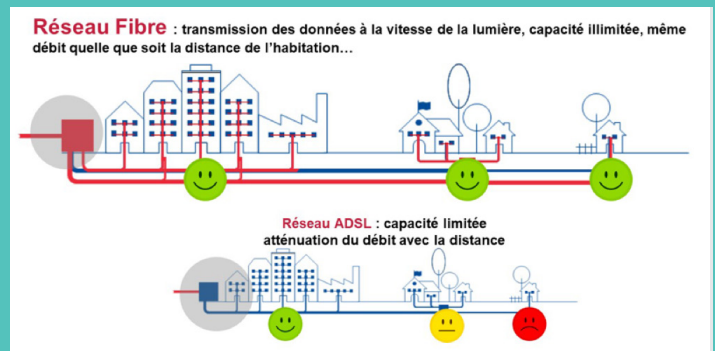 Réseau Fibre : transmission des données à la vitesse de la lumière, capacité illimitée, même
débit quelle que soit la distance de l'habitation…
Réseau ADSL : capacité limitée
atténuation du débit avec la distance